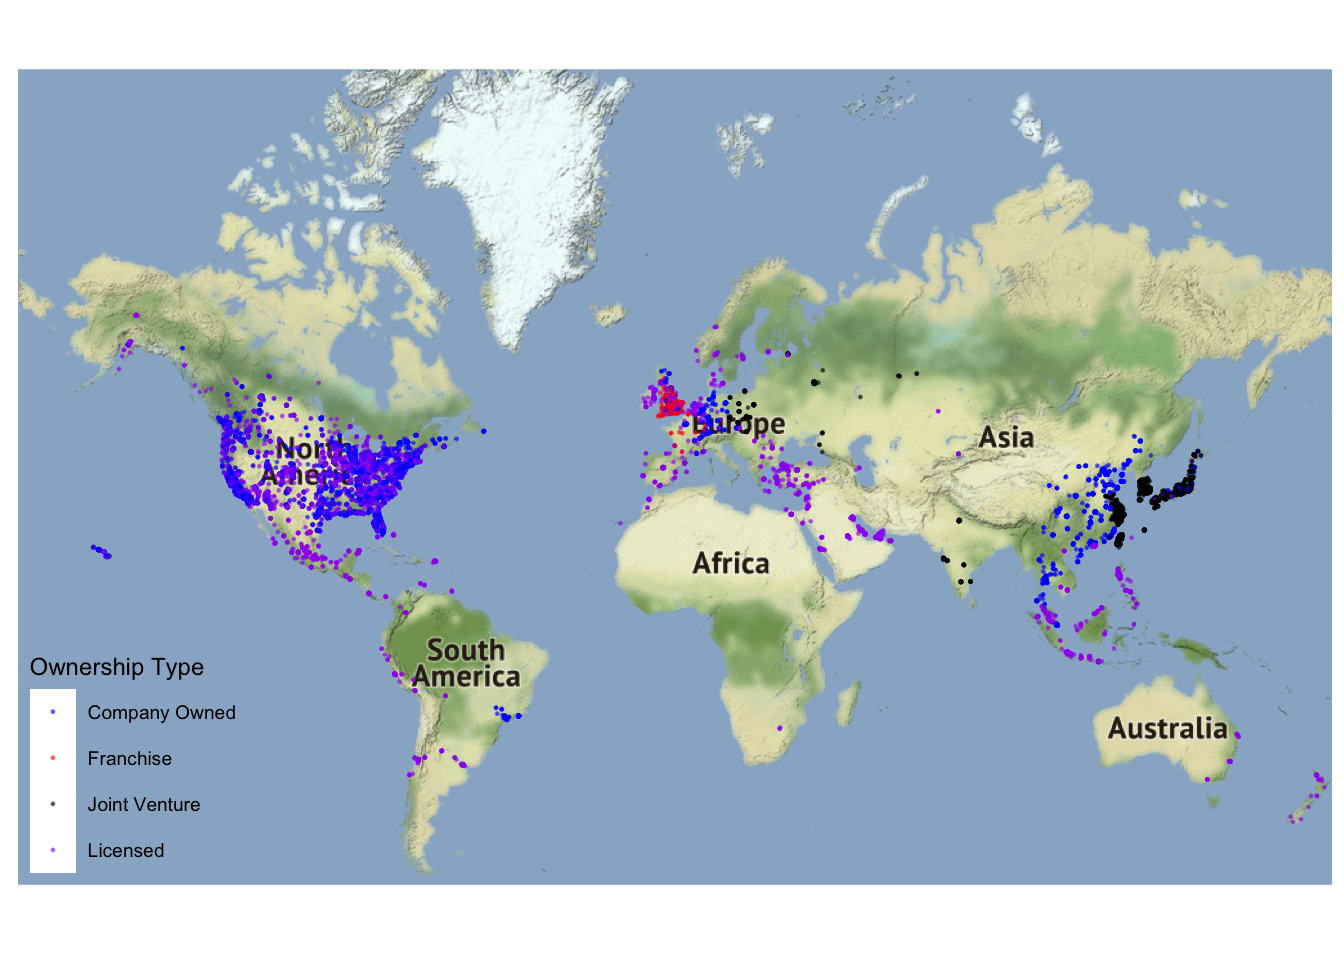 North
America
Europe
Asia
Africa
South
America
Australia
Ownership Type
Company Owned
Franchise
Joint Venture
Licensed